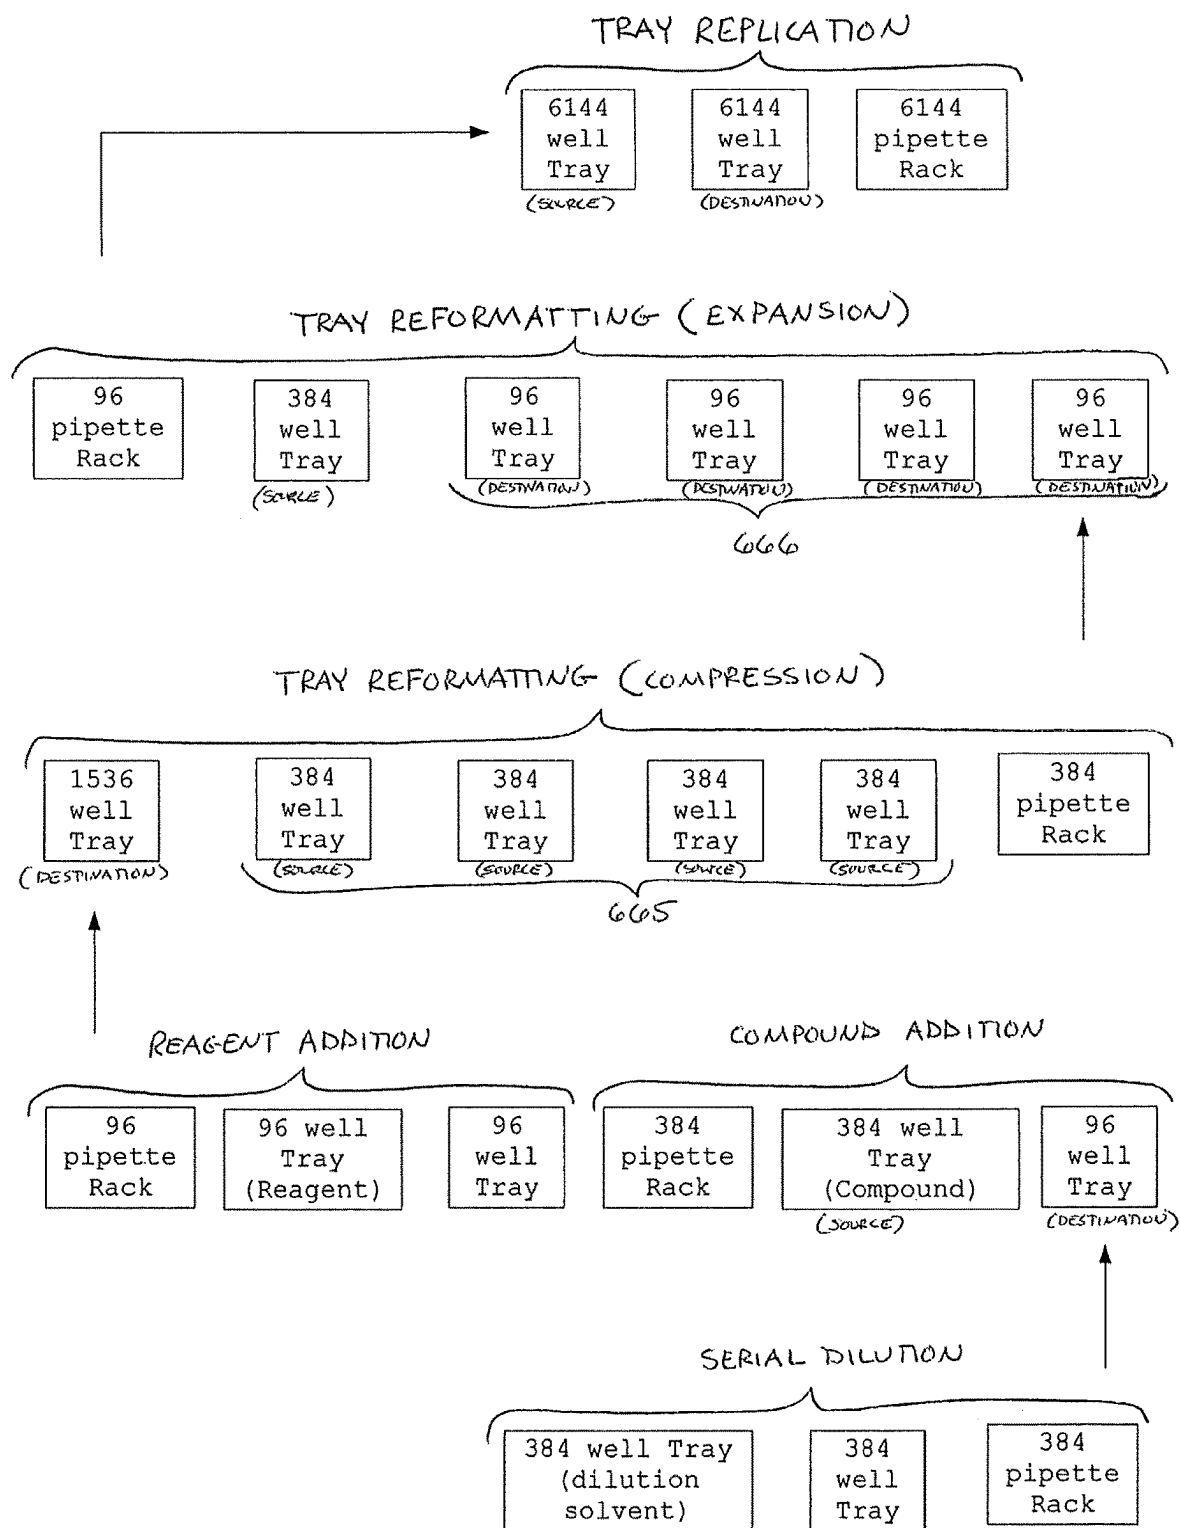 TRAY REPLICATION
6144 well Tray
(SOURCE)
6144 well Tray
(DESTINATION)
6144 pipette Rack
TRAY REFORMATTING (EXPANSION)
96 pipette Rack
384 well Tray
(SOURCE)
96 well Tray
(DESTINATION)
96 well Tray
(DESTINATION)
96 well Tray
(DESTINATION)
96 well Tray
(DESTINATION)
666
TRAY REFORMATTING (COMPRESSION)
1536 well Tray
(DESTINATION)
384 well Tray
(SOURCE)
384 well Tray
(SOURCE)
384 well Tray
(SOURCE)
384 well Tray
(SOURCE)
384 pipette Rack
665
REAGENT ADDITION
96 pipette Rack
96 well Tray (Reagent)
96 well Tray
COMPOUND ADDITION
384 pipette Rack
384 well Tray (Compound)
(SOURCE)
96 well Tray
(DESTINATION)
SERIAL DILUTION
384 well Tray (dilution solvent)
384 well Tray
384 pipette Rack